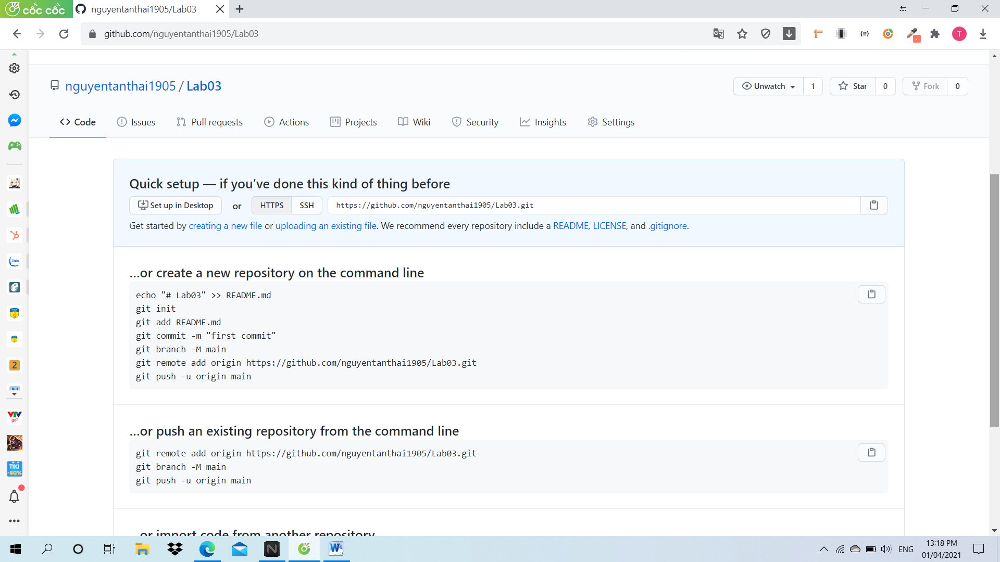 cốc cốc
nguyentanthai1905/Lab03
github.com/nguyentanthai1905/Lab03
T
nguyentanthai1905 / Lab03
Unwatch 1
Star 0
Fork 0
Code
Issues
Pull requests
Actions
Projects
Wiki
Security
Insights
Settings
Quick setup — if you’ve done this kind of thing before
Set up in Desktop
or
HTTPS
SSH
https://github.com/nguyentanthai1905/Lab03.git
Get started by creating a new file or uploading an existing file. We recommend every repository include a README, LICENSE, and .gitignore.
…or create a new repository on the command line
echo "# Lab03" >> README.md
git init
git add README.md
git commit -m "first commit"
git branch -M main
git remote add origin https://github.com/nguyentanthai1905/Lab03.git
git push -u origin main
…or push an existing repository from the command line
git remote add origin https://github.com/nguyentanthai1905/Lab03.git
git branch -M main
git push -u origin main
…or import code from another repository
Zalo
2
VTV
go
TIKI
-80%
N
W
ENG
13:18 PM
01/04/2021